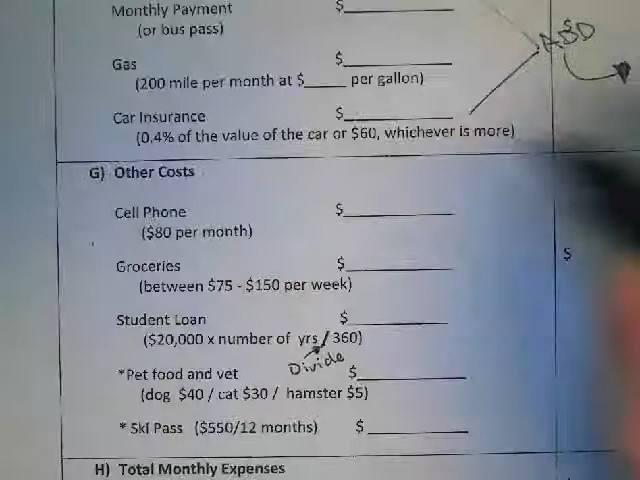 Monthly Payment $
(or bus pass)
Gas $
(200 mile per month at $_____ per gallon)
Car Insurance $
(0.4% of the value of the car or $60, whichever is more)
G) Other Costs
Cell Phone $
($80 per month)
$
Groceries $
(between $75 - $150 per week)
Student Loan $
($20,000 x number of yrs / 360)
Divide
*Pet food and vet $
(dog $40 / cat $30 / hamster $5)
* Ski Pass ($550/12 months) $
H) Total Monthly Expenses